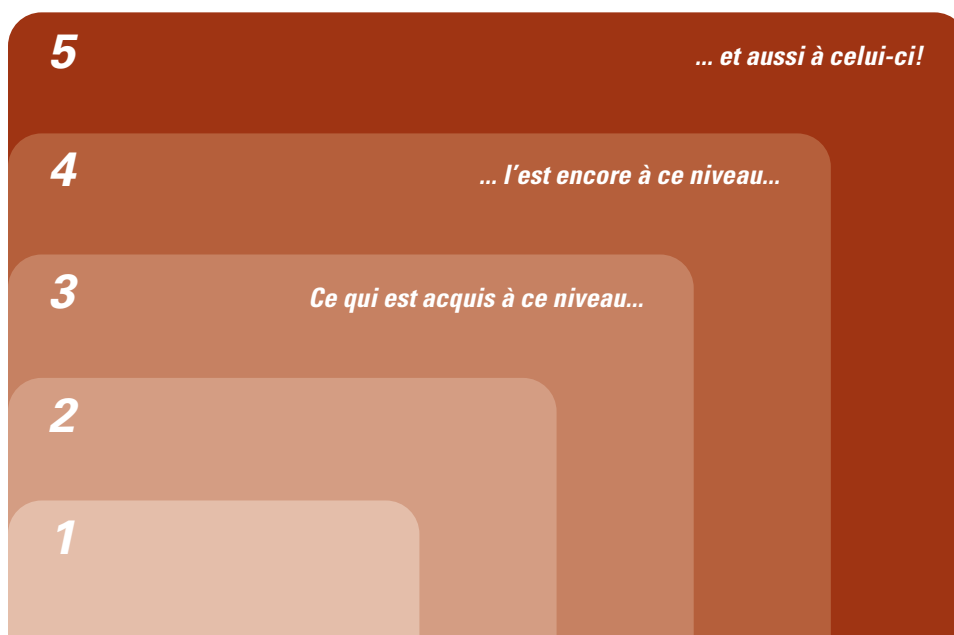 5
... et aussi à celui-ci!
4
... l’est encore à ce niveau...
3
Ce qui est acquis à ce niveau...
2
1